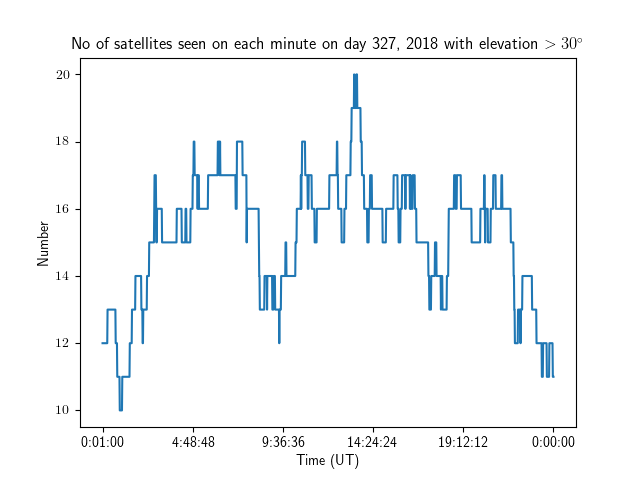 No of satellites seen on each minute on day 327, 2018 with elevation > 30°
20
18
16
14
12
10
Number
0:01:00 4:48:48 9:36:36 14:24:24 19:12:12 0:00:00
Time (UT)